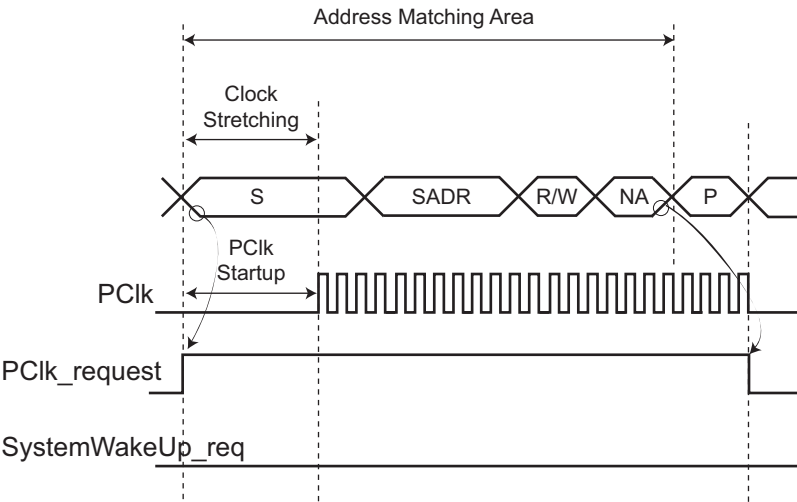 Address Matching Area
Clock
Stretching
S SADR R/W NA P
PClk
Startup
PClk
PClk_request
SystemWakeUp_req